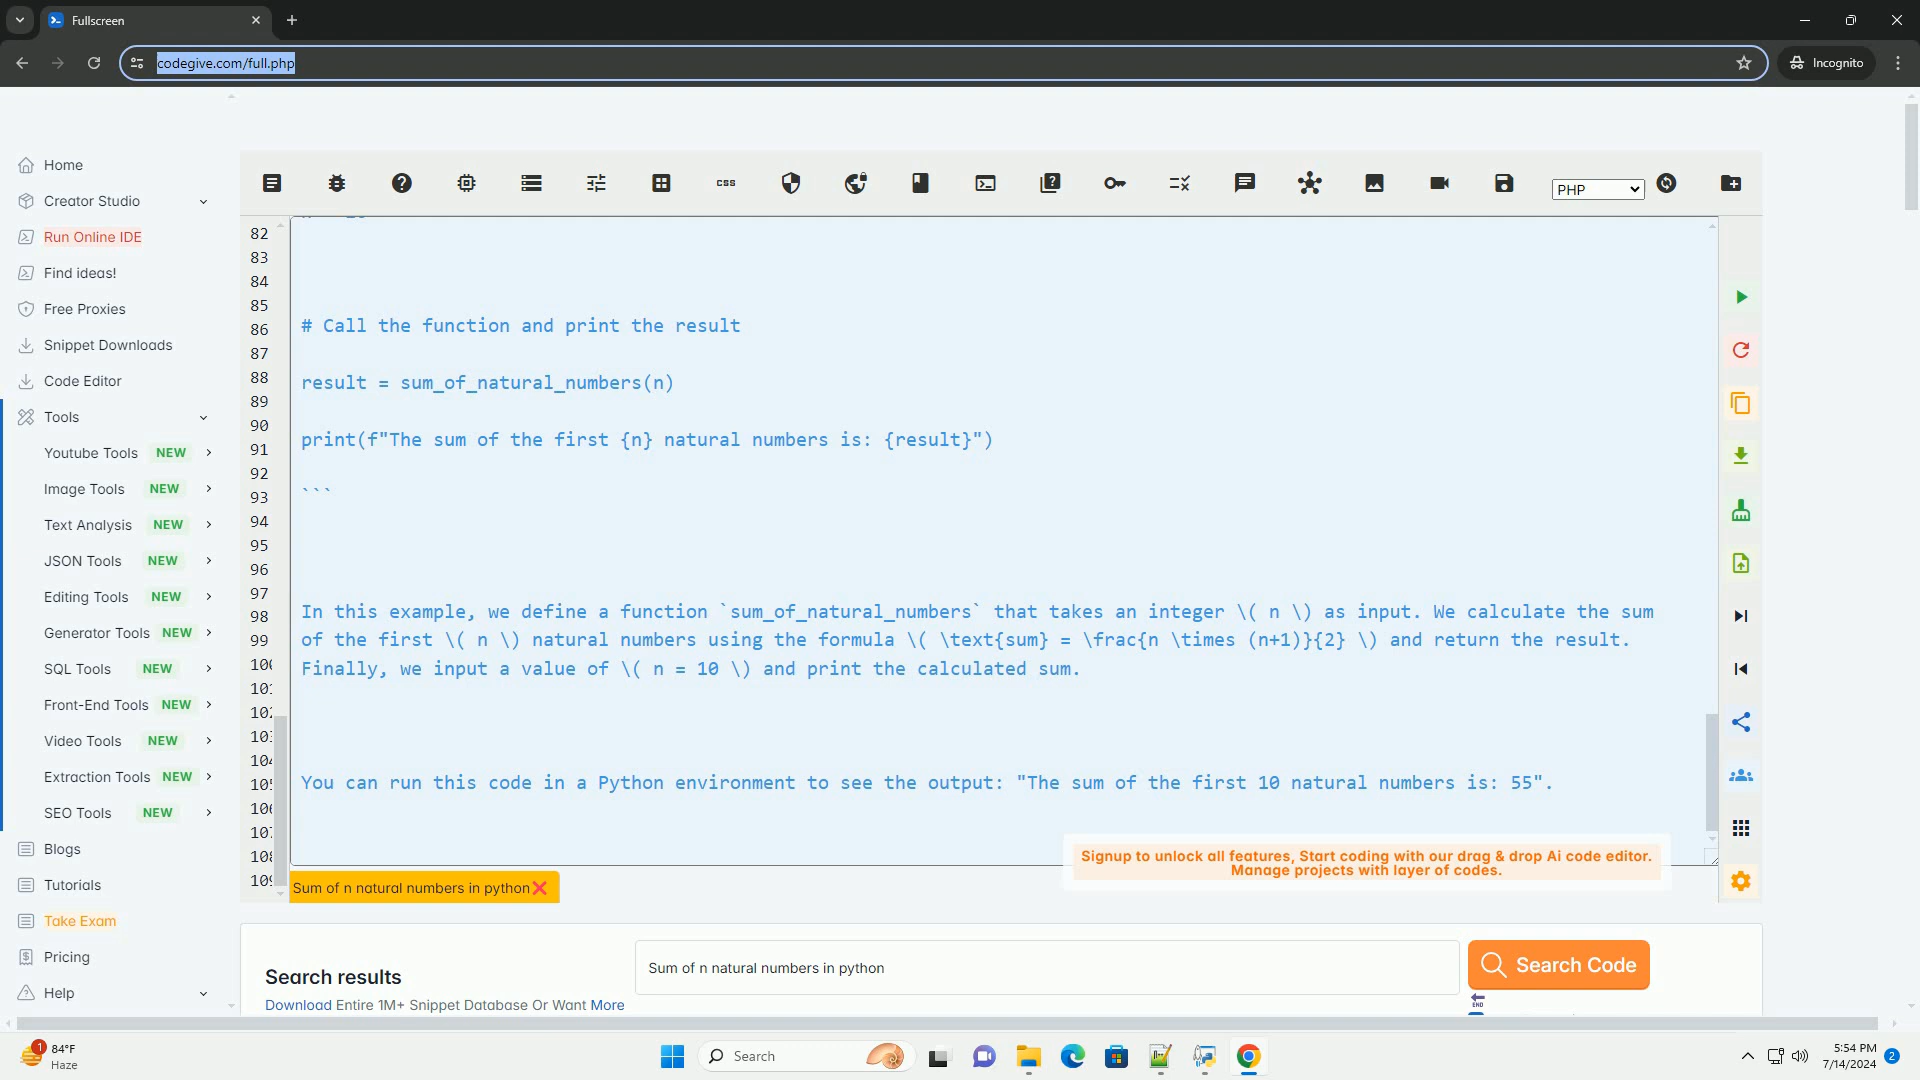 Fullscreen
codegive.com/full.php
Incognito
Home
Creator Studio
Run Online IDE
Find ideas!
Free Proxies
Snippet Downloads
Code Editor
Tools
Youtube Tools NEW
Image Tools NEW
Text Analysis NEW
JSON Tools NEW
Editing Tools NEW
Generator Tools NEW
SQL Tools NEW
Front-End Tools NEW
Video Tools NEW
Extraction Tools NEW
SEO Tools NEW
Blogs
Tutorials
Take Exam
Pricing
Help
css
PHP
82
83
84
85
86
87
88
89
90
91
92
93
94
95
96
97
98
99
# Call the function and print the result
result = sum_of_natural_numbers(n)
print(f"The sum of the first {n} natural numbers is: {result}")
```
In this example, we define a function `sum_of_natural_numbers` that takes an integer \( n \) as input. We calculate the sum
of the first \( n \) natural numbers using the formula \( \text{sum} = \frac{n \times (n+1)}{2} \) and return the result.
Finally, we input a value of \( n = 10 \) and print the calculated sum.
You can run this code in a Python environment to see the output: "The sum of the first 10 natural numbers is: 55".
Signup to unlock all features, Start coding with our drag & drop Ai code editor.
Manage projects with layer of codes.
Sum of n natural numbers in python
Search results
Sum of n natural numbers in python
Search Code
Download Entire 1M+ Snippet Database Or Want More
END
1
84°F
Haze
Search
5:54 PM
7/14/2024
2